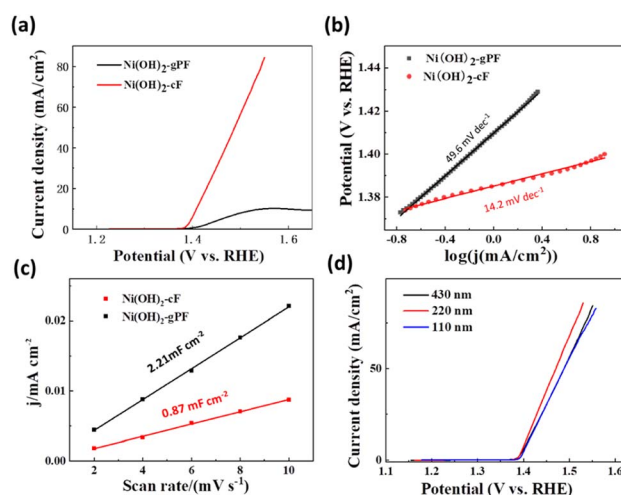 (a)
80
60
40
20
0
1.2
1.4
1.6
Current density (mA/cm²)
Potential (V vs. RHE)
Ni(OH)₂-gPF
Ni(OH)₂-cF
(b)
1.44
1.42
1.40
1.38
1.36
-0.8
-0.4
0.0
0.4
0.8
Potential (V vs. RHE)
log(j(mA/cm²)
Ni(OH)₂-gPF
Ni(OH)₂-cF
49.6 mV dec⁻¹
14.2 mV dec⁻¹
(c)
0.02
0.01
0.00
2
4
6
8
10
j/mA cm⁻²
Scan rate/(mV s⁻¹)
Ni(OH)₂-cF
Ni(OH)₂-gPF
2.21mF cm⁻²
0.87 mF cm⁻²
(d)
50
0
1.1
1.2
1.3
1.4
1.5
1.6
Current density (mA/cm²)
Potential (V vs. RHE)
430 nm
220 nm
110 nm